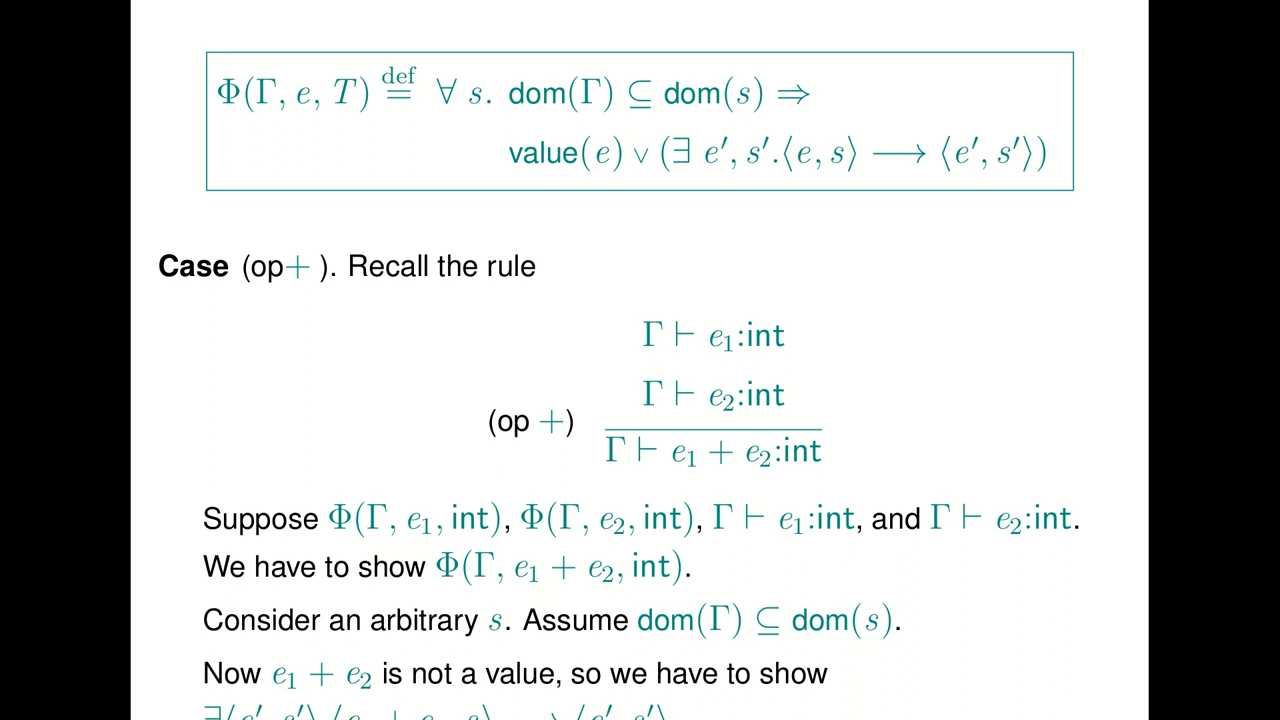 Φ(Γ, e, T) def= ∀ s. dom(Γ) ⊆ dom(s) ⇒
value(e) ∨ (∃ e′, s′.⟨e, s⟩ ⟶ ⟨e′, s′⟩)
Case (op+ ). Recall the rule
Γ ⊢ e₁:int
Γ ⊢ e₂:int
(op +)
Γ ⊢ e₁ + e₂:int
Suppose Φ(Γ, e₁, int), Φ(Γ, e₂, int), Γ ⊢ e₁:int, and Γ ⊢ e₂:int.
We have to show Φ(Γ, e₁ + e₂, int).
Consider an arbitrary s. Assume dom(Γ) ⊆ dom(s).
Now e₁ + e₂ is not a value, so we have to show